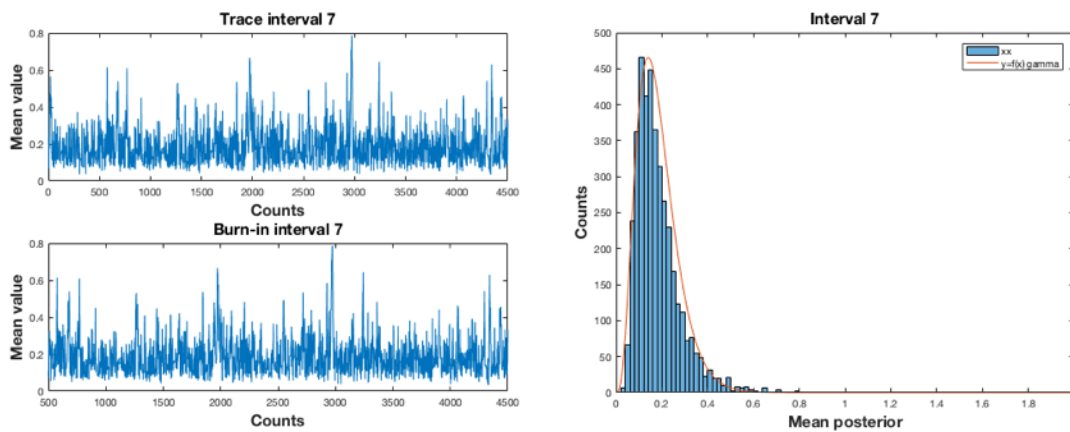 Trace interval 7
Mean value
0.8
0.6
0.4
0.2
0
0 500 1000 1500 2000 2500 3000 3500 4000 4500
Counts
Burn-in interval 7
Mean value
0.8
0.6
0.4
0.2
0
500 1000 1500 2000 2500 3000 3500 4000 4500
Counts
Interval 7
Counts
500
450
400
350
300
250
200
150
100
50
0
xx
y=f(x) gamma
0 0.2 0.4 0.6 0.8 1 1.2 1.4 1.6 1.8
Mean posterior